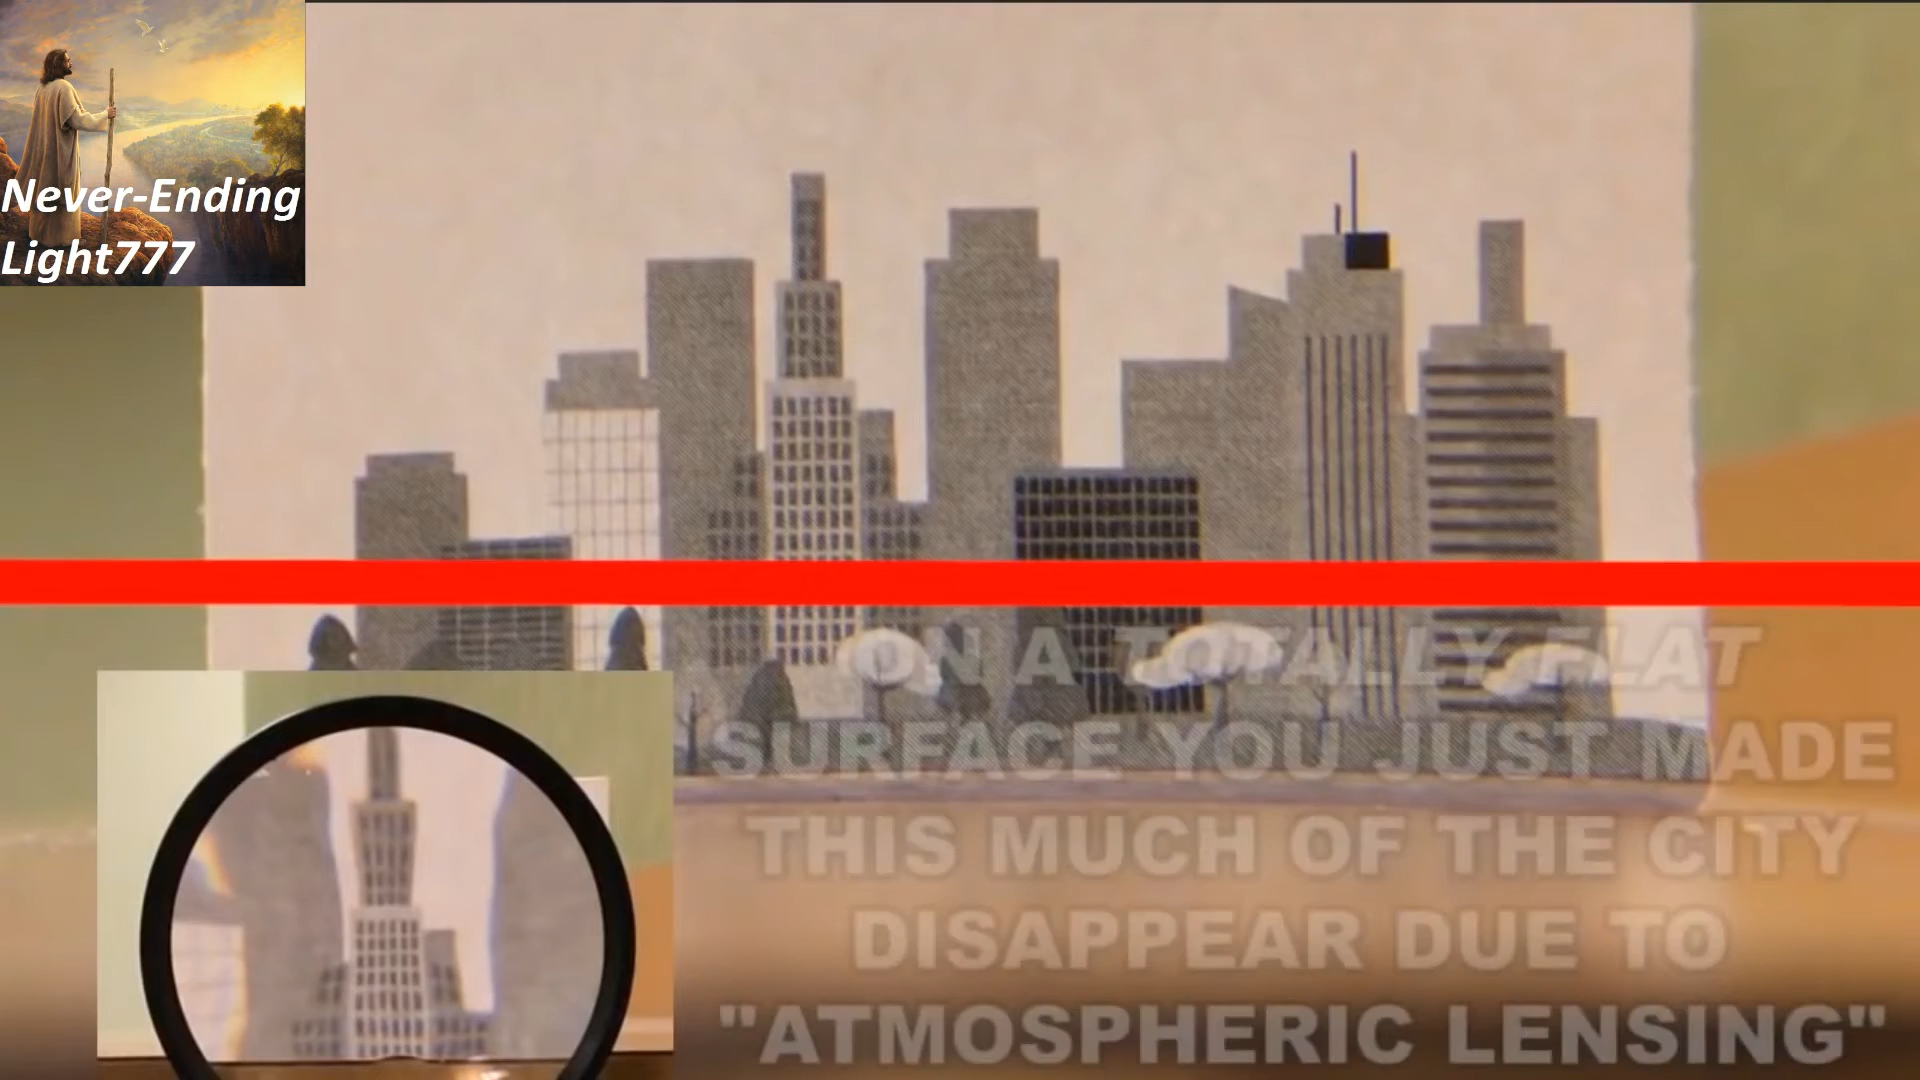 Never-Ending
Light777
ON A TOTALLY FLAT
SURFACE YOU JUST MADE
THIS MUCH OF THE CITY
DISAPPEAR DUE TO
"ATMOSPHERIC LENSING"